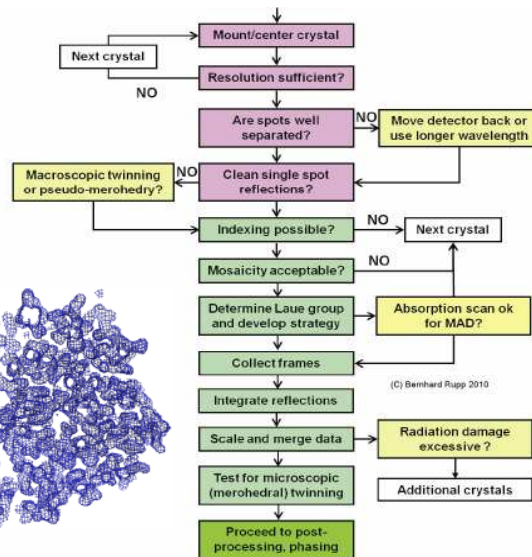 Mount/center crystal
Next crystal
Resolution sufficient?
NO
Are spots well
separated?
NO
Move detector back or
use longer wavelength
Macroscopic twinning
or pseudo-merohedry?
NO
Clean single spot
reflections?
Indexing possible?
NO
Next crystal
Mosaicity acceptable?
NO
Determine Laue group
and develop strategy
Absorption scan ok
for MAD?
Collect frames
(C) Bernhard Rupp 2010
Integrate reflections
Scale and merge data
Radiation damage
excessive ?
Test for microscopic
(merohedral) twinning
Additional crystals
Proceed to post-
processing, phasing